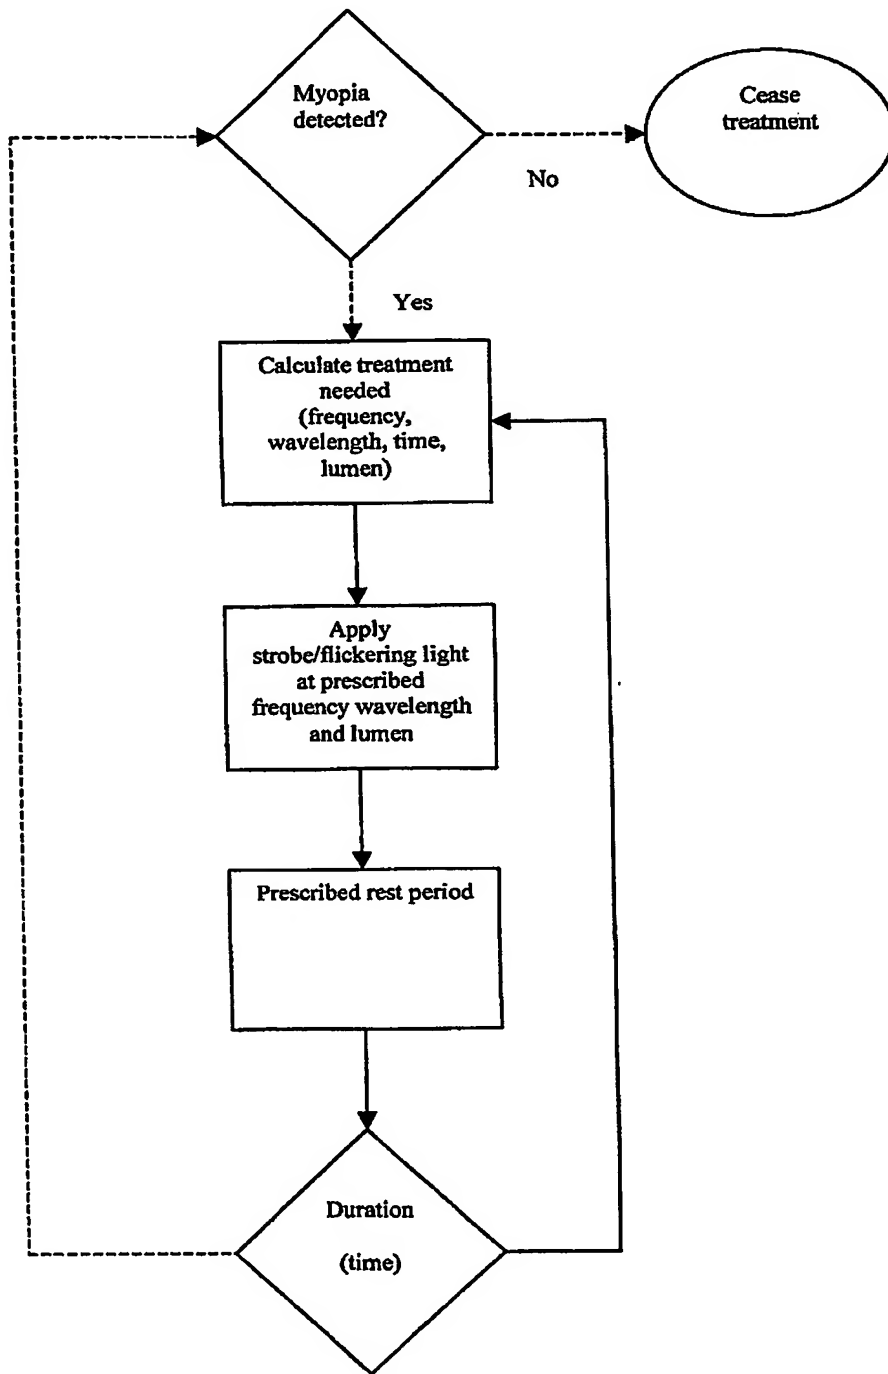 Myopia
detected?
Cease
treatment
No
Yes
Calculate treatment
needed
(frequency,
wavelength, time,
lumen)
Apply
strobe/flickering light
at prescribed
frequency wavelength
and lumen
Prescribed rest period
Duration
(time)